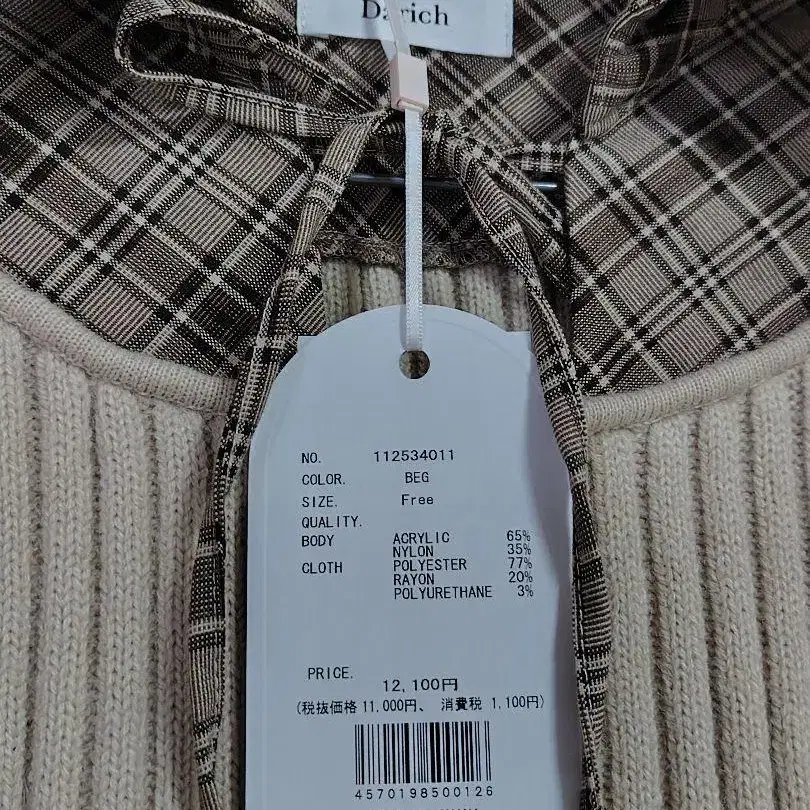 Darich
NO. 112534011
COLOR. BEG
SIZE. Free
QUALITY.
BODY ACRYLIC 65%
NYLON 35%
CLOTH POLYESTER 77%
RAYON 20%
POLYURETHANE 3%
PRICE.
12,100円
(税抜価格 11,000円、 消費税 1,100円)
4570198500126